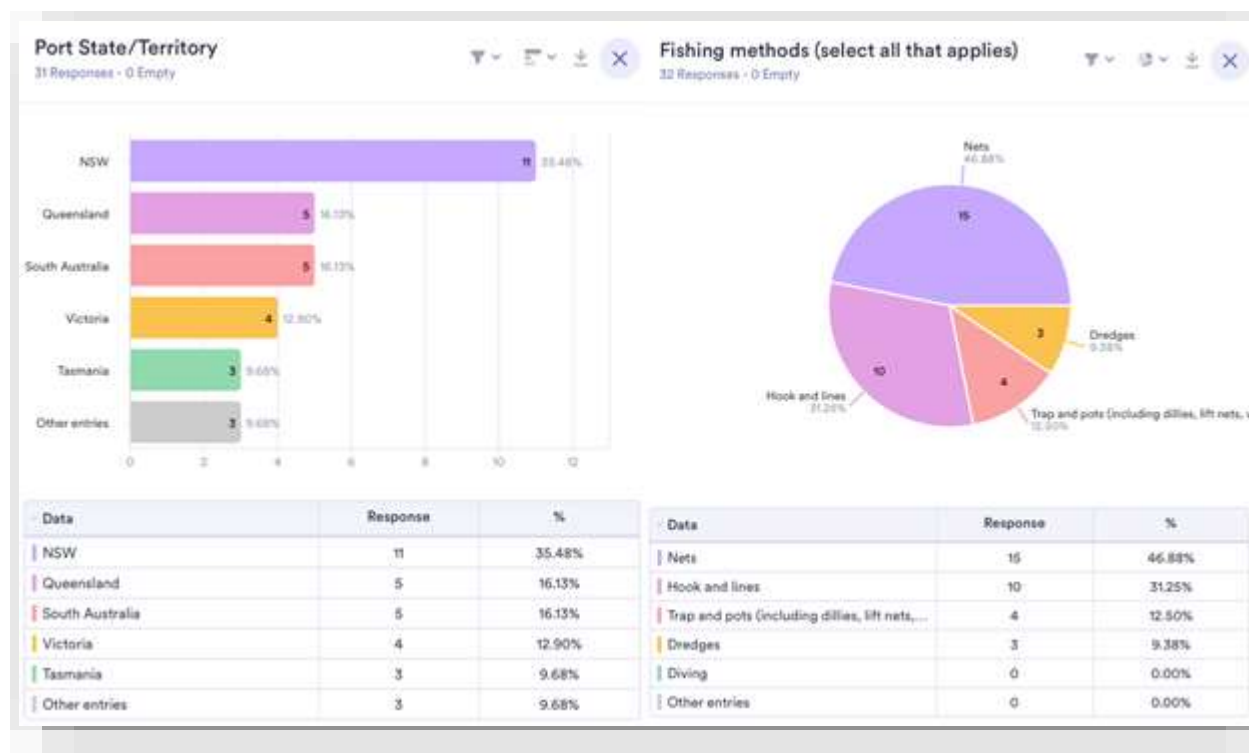 Port State/Territory
31 Responses - 0 Empty
NSW
11 35.48%
Queensland
5 16.13%
South Australia
5 16.13%
Victoria
4 12.90%
Tasmania
3 9.68%
Other entries
3 9.68%
0 2 4 6 8 10 12
Data Response %
NSW 11 35.48%
Queensland 5 16.13%
South Australia 5 16.13%
Victoria 4 12.90%
Tasmania 3 9.68%
Other entries 3 9.68%
Fishing methods (select all that applies)
32 Responses - 0 Empty
Nets
46.88%
15
Dredges
9.38%
3
Hook and lines
31.25%
10
4
Trap and pots (including dillies, lift nets,
Data Response %
Nets 15 46.88%
Hook and lines 10 31.25%
Trap and pots (including dillies, lift nets,... 4 12.50%
Dredges 3 9.38%
Diving 0 0.00%
Other entries 0 0.00%